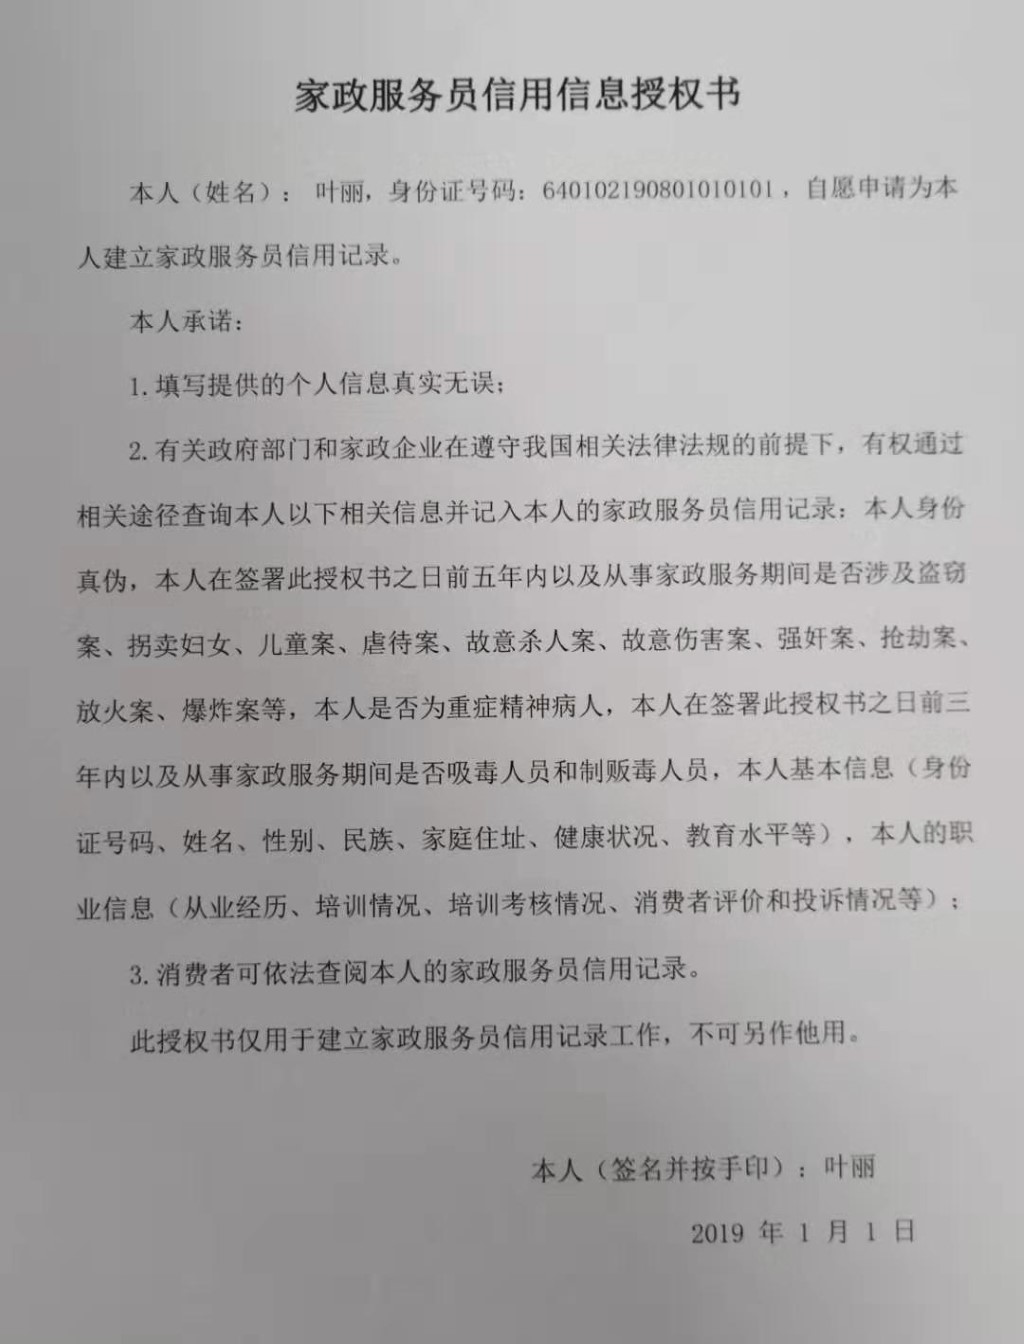 家政服务员信用信息授权书
本人（姓名）： 叶丽，身份证号码：640102190801010101，自愿申请为本
人建立家政服务员信用记录。
本人承诺：
1.填写提供的个人信息真实无误；
2.有关政府部门和家政企业在遵守我国相关法律法规的前提下，有权通过
相关途径查询本人以下相关信息并记入本人的家政服务员信用记录：本人身份
真伪，本人在签署此授权书之日前五年内以及从事家政服务期间是否涉及盗窃
案、拐卖妇女、儿童案、虐待案、故意杀人案、故意伤害案、强奸案、抢劫案、
放火案、爆炸案等，本人是否为重症精神病人，本人在签署此授权书之日前三
年内以及从事家政服务期间是否吸毒人员和制贩毒人员，本人基本信息（身份
证号码、姓名、性别、民族、家庭住址、健康状况、教育水平等），本人的职
业信息（从业经历、培训情况、培训考核情况、消费者评价和投诉情况等）；
3.消费者可依法查阅本人的家政服务员信用记录。
此授权书仅用于建立家政服务员信用记录工作，不可另作他用。
本人（签名并按手印）：叶丽
2019 年 1 月 1 日